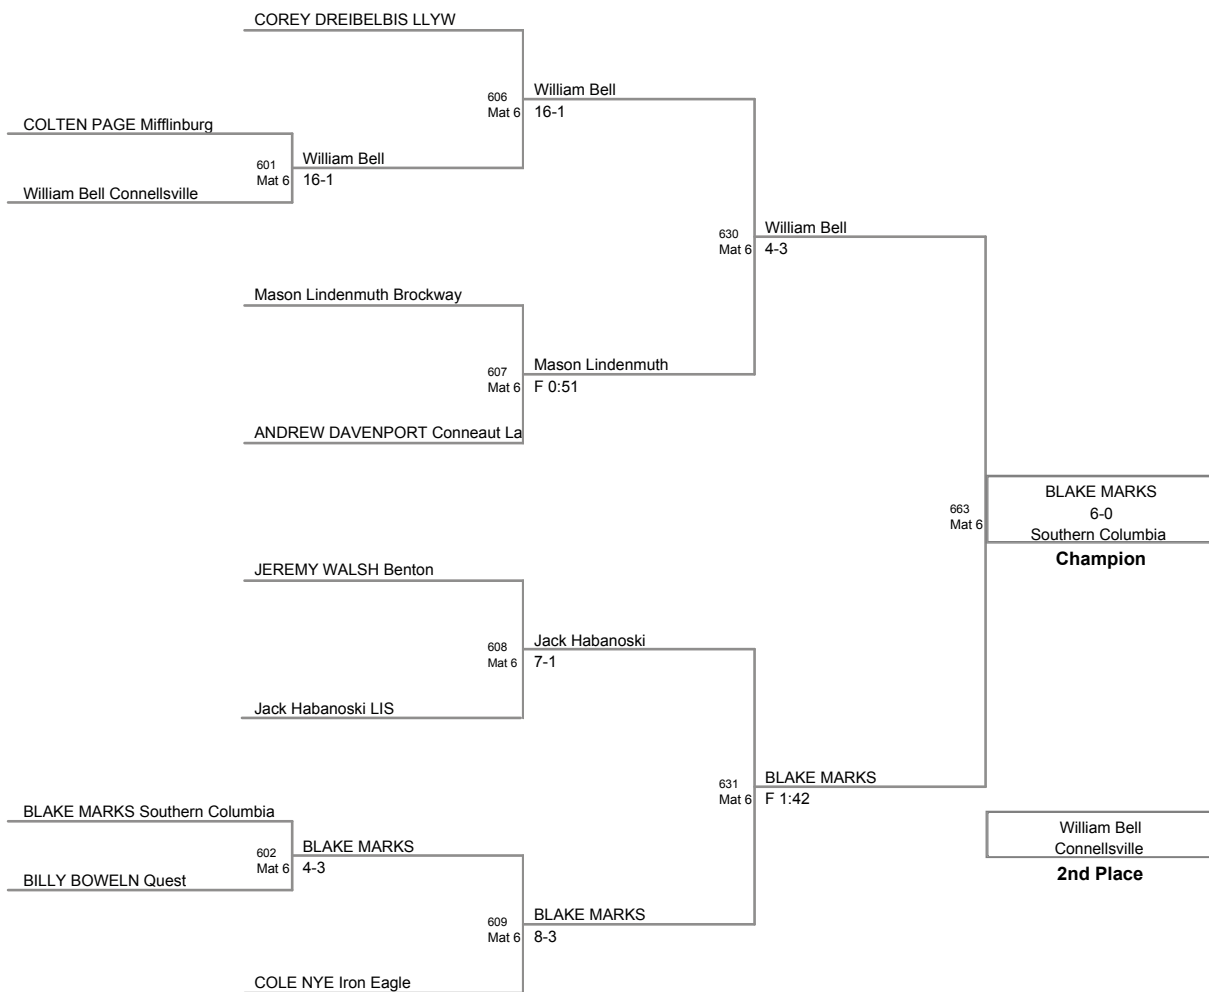 COREY DREIBELBIS LLYW
606
Mat 6
William Bell
16-1
COLTEN PAGE Mifflinburg
601
Mat 6
William Bell
16-1
William Bell Connellsville
630
Mat 6
William Bell
4-3
Mason Lindenmuth Brockway
607
Mat 6
Mason Lindenmuth
F 0:51
ANDREW DAVENPORT Conneaut La
663
Mat 6
BLAKE MARKS
6-0
Southern Columbia
Champion
JEREMY WALSH Benton
608
Mat 6
Jack Habanoski
7-1
Jack Habanoski LIS
631
Mat 6
BLAKE MARKS
F 1:42
BLAKE MARKS Southern Columbia
602
Mat 6
BLAKE MARKS
4-3
BILLY BOWELN Quest
William Bell
Connellsville
2nd Place
609
Mat 6
BLAKE MARKS
8-3
COLE NYE Iron Eagle